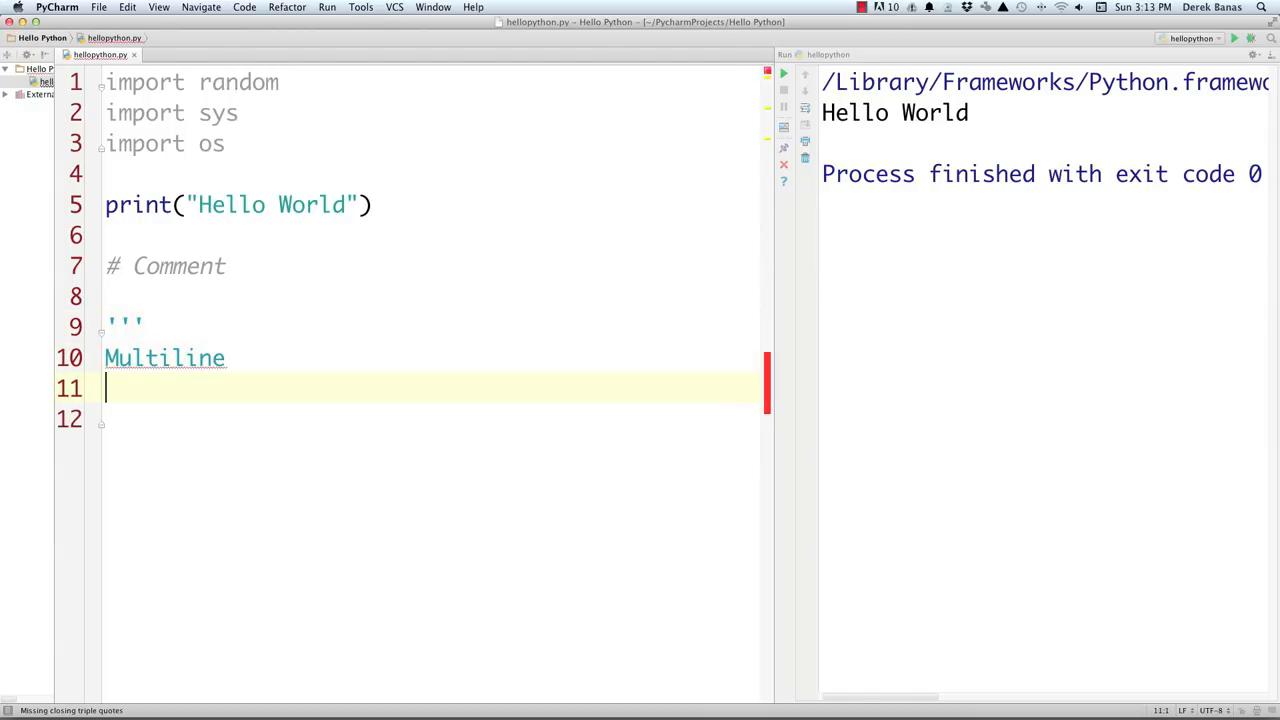 PyCharm File Edit View Navigate Code Refactor Run Tools VCS Window Help 10 Sun 3:13 PM Derek Banas
hellopython.py – Hello Python – [~/PycharmProjects/Hello Python]
Hello Python hellopython.py hellopython
hellopython.py Run hellopython
Hello P
hell
Externa
1 import random
2 import sys
3 import os
4
5 print("Hello World")
6
7 # Comment
8
9 '''
10 Multiline
11
12
/Library/Frameworks/Python.framewo
Hello World
Process finished with exit code 0
Missing closing triple quotes 11:1 LF UTF-8